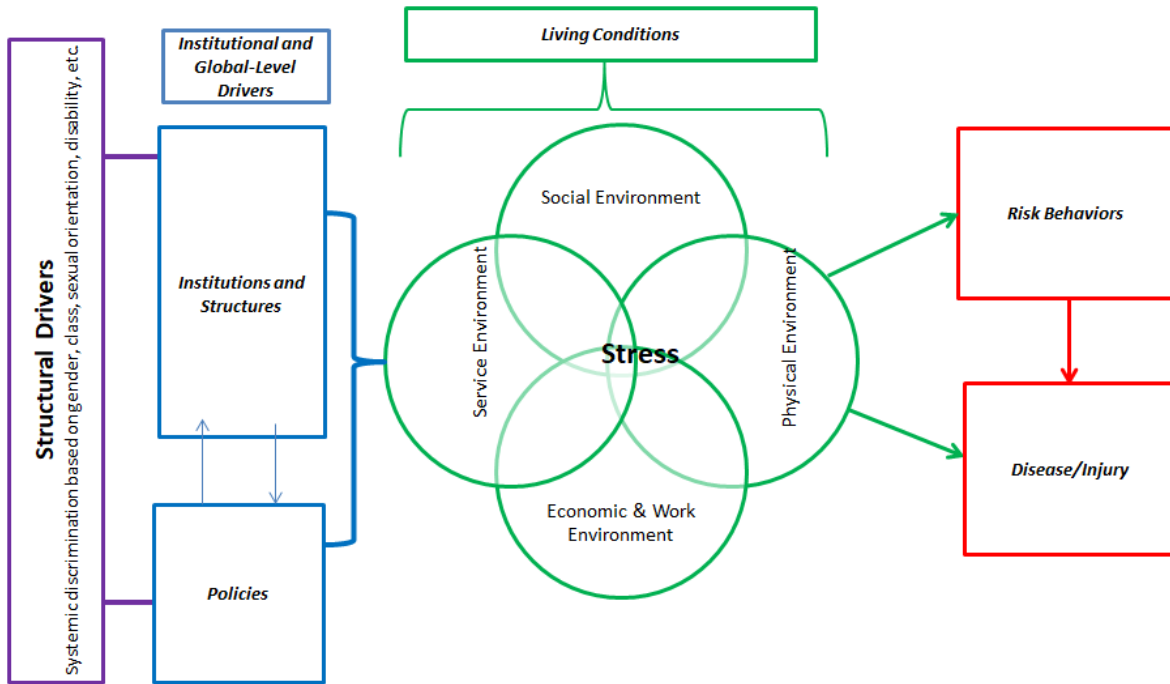 Structural Drivers
Systemic discrimination based on gender, class, sexual orientation, disability, etc.
Institutional and
Global-Level
Drivers
Institutions and
Structures
Policies
Living Conditions
Social Environment
Service Environment
Stress
Physical Environment
Economic & Work
Environment
Risk Behaviors
Disease/Injury